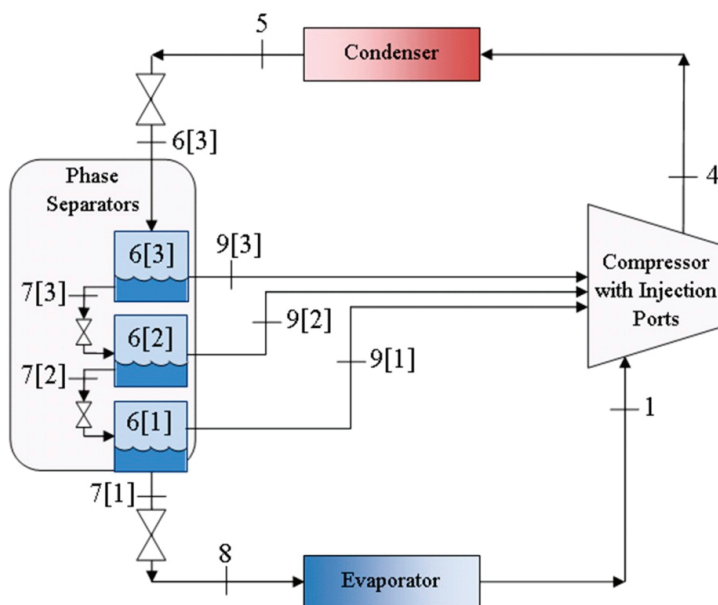 5
Condenser
6[3]
4
Phase
Separators
6[3]
9[3]
Compressor
with Injection
Ports
7[3]
6[2]
9[2]
9[1]
7[2]
6[1]
1
7[1]
8
Evaporator